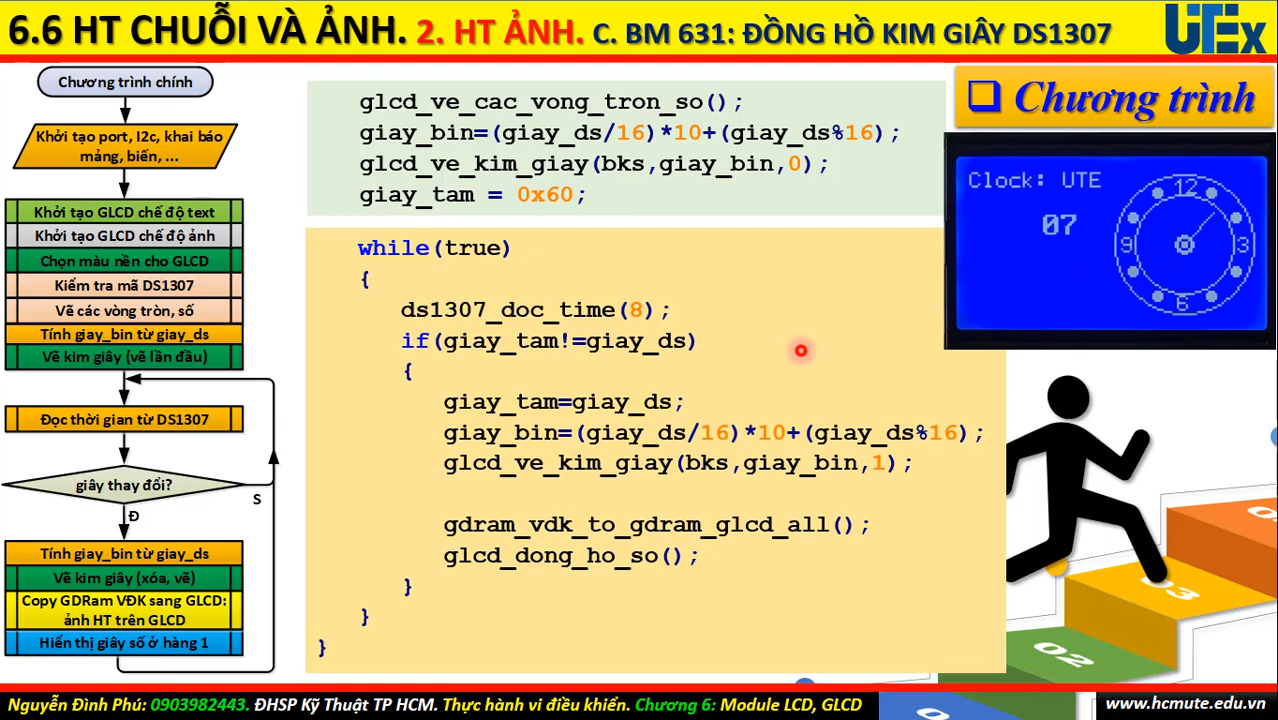 6.6 HT CHUỖI VÀ ẢNH. 2. HT ẢNH. C. BM 631: ĐỒNG HỒ KIM GIÂY DS1307
UTEx
Chương trình chính
Khởi tạo port, I2c, khai báo
mảng, biến, ...
Khởi tạo GLCD chế độ text
Khởi tạo GLCD chế độ ảnh
Chọn màu nền cho GLCD
Kiểm tra mã DS1307
Vẽ các vòng tròn, số
Tính giay_bin từ giay_ds
Vẽ kim giây (vẽ lần đầu)
Đọc thời gian từ DS1307
giây thay đổi?
S
Đ
Tính giay_bin từ giay_ds
Vẽ kim giây (xóa, vẽ)
Copy GDRam VĐK sang GLCD:
ảnh HT trên GLCD
Hiển thị giây số ở hàng 1
glcd_ve_cac_vong_tron_so();
giay_bin=(giay_ds/16)*10+(giay_ds%16);
glcd_ve_kim_giay(bks,giay_bin,0);
giay_tam = 0x60;
while(true)
{
ds1307_doc_time(8);
if(giay_tam!=giay_ds)
{
giay_tam=giay_ds;
giay_bin=(giay_ds/16)*10+(giay_ds%16);
glcd_ve_kim_giay(bks,giay_bin,1);
gdram_vdk_to_gdram_glcd_all();
glcd_dong_ho_so();
}
}
}
❑ Chương trình
Clock: UTE
07
12
9
3
6
03
02
Nguyễn Đình Phú: 0903982443. ĐHSP Kỹ Thuật TP HCM. Thực hành vi điều khiển. Chương 6: Module LCD, GLCD
www.hcmute.edu.vn